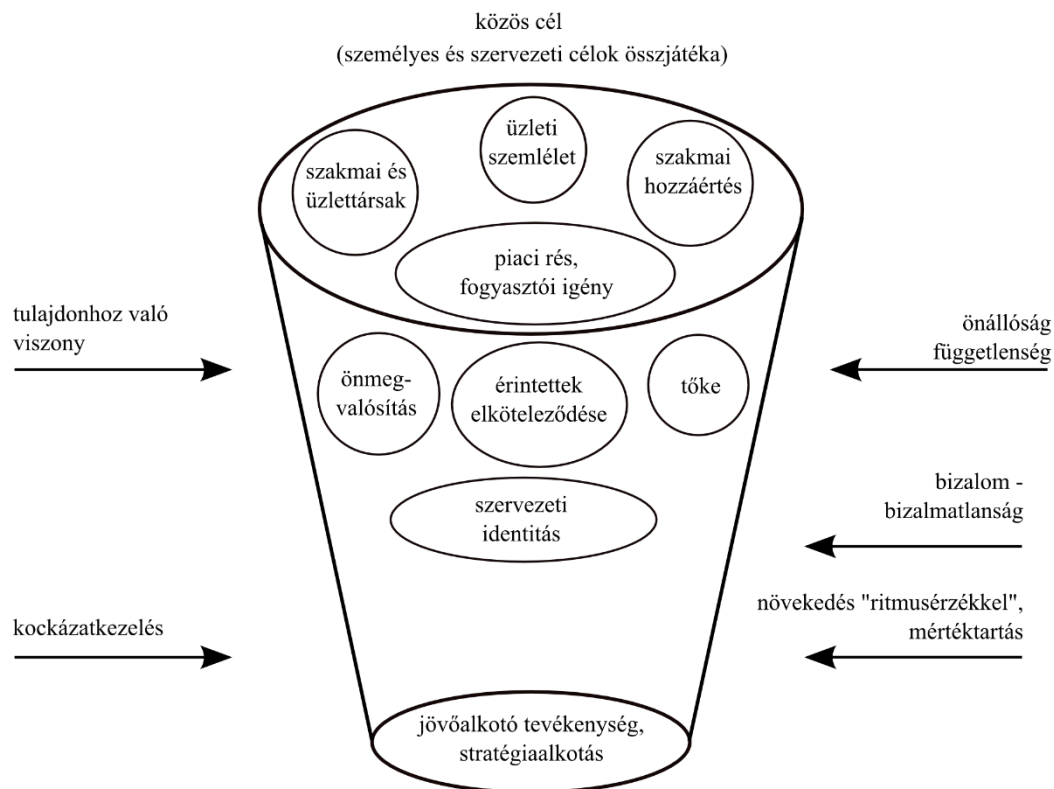 közös cél
(személyes és szervezeti célok összjátéka)
szakmai és
üzlettársak
üzleti
szemlélet
szakmai
hozzáértés
piaci rés,
fogyasztói igény
tulajdonhoz való
viszony
önállóság
függetlenség
önmeg-
valósítás
érintettek
elköteleződése
tőke
szervezeti
identitás
bizalom -
bizalmatlanság
kockázatkezelés
növekedés "ritmusérzékkel",
mértéktartás
jövőalkotó tevékenység,
stratégiaalkotás